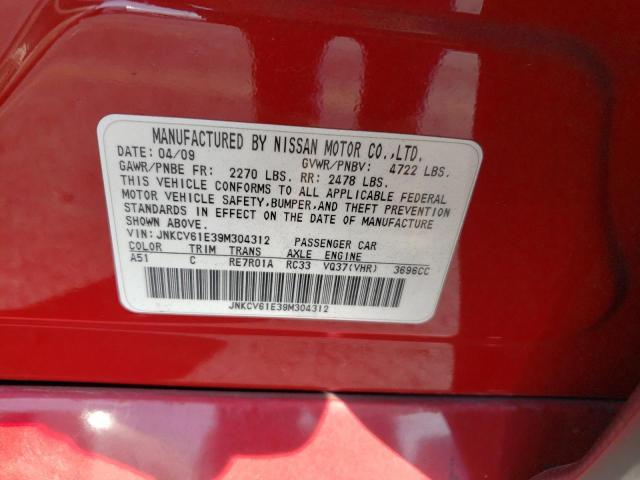 MANUFACTURED BY NISSAN MOTOR CO.,LTD.
DATE: 04/09 GVWR/PNBV: 4722 LBS.
GAWR/PNBE FR: 2270 LBS. RR: 2478 LBS.
THIS VEHICLE CONFORMS TO ALL APPLICABLE FEDERAL
MOTOR VEHICLE SAFETY,BUMPER,AND THEFT PREVENTION
STANDARDS IN EFFECT ON THE DATE OF MANUFACTURE
SHOWN ABOVE.
VIN: JNKCV61E39M304312 PASSENGER CAR
COLOR TRIM TRANS AXLE ENGINE
A51 C RE7R01A RC33 VQ37(VHR) 3696CC
JNKCV61E39M304312